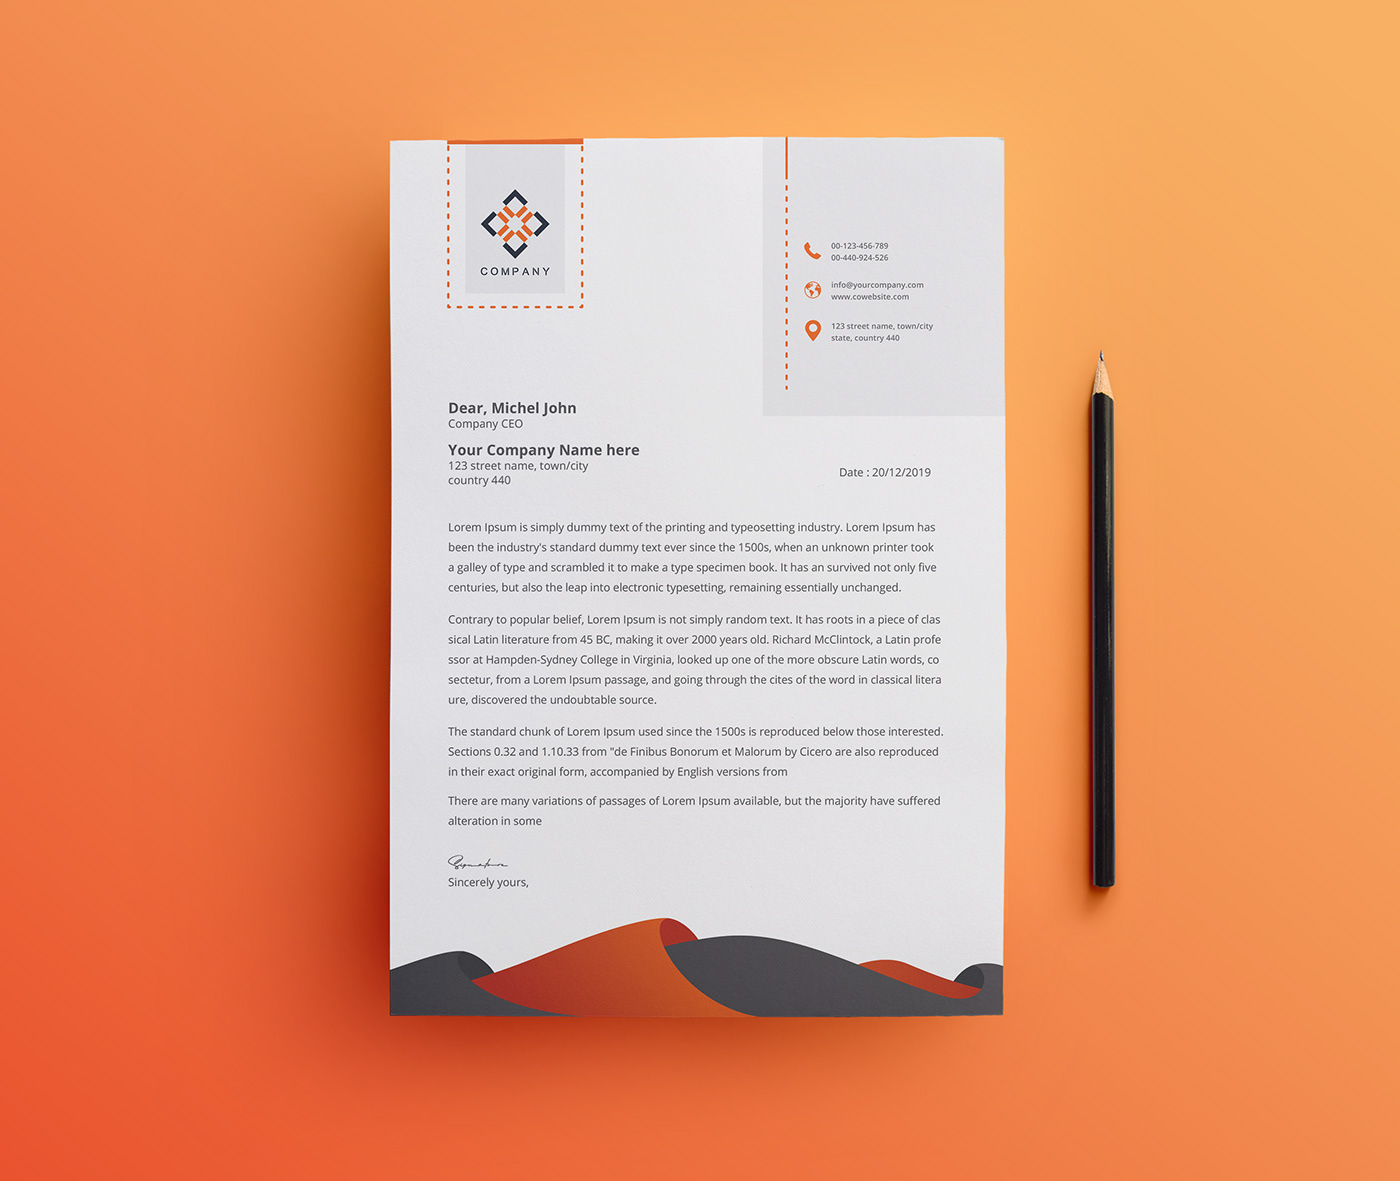 COMPANY
00-123-456-789
00-440-924-526
info@yourcompany.com
www.cowebsite.com
123 street name, town/city
state, country 440
Dear, Michel John
Company CEO
Your Company Name here
123 street name, town/city
country 440
Date : 20/12/2019
Lorem Ipsum is simply dummy text of the printing and typeosetting industry. Lorem Ipsum has
been the industry's standard dummy text ever since the 1500s, when an unknown printer took
a galley of type and scrambled it to make a type specimen book. It has an survived not only five
centuries, but also the leap into electronic typesetting, remaining essentially unchanged.
Contrary to popular belief, Lorem Ipsum is not simply random text. It has roots in a piece of clas
sical Latin literature from 45 BC, making it over 2000 years old. Richard McClintock, a Latin profe
ssor at Hampden-Sydney College in Virginia, looked up one of the more obscure Latin words, co
sectetur, from a Lorem Ipsum passage, and going through the cites of the word in classical litera
ure, discovered the undoubtable source.
The standard chunk of Lorem Ipsum used since the 1500s is reproduced below those interested.
Sections 0.32 and 1.10.33 from "de Finibus Bonorum et Malorum by Cicero are also reproduced
in their exact original form, accompanied by English versions from
There are many variations of passages of Lorem Ipsum available, but the majority have suffered
alteration in some
Signature
Sincerely yours,